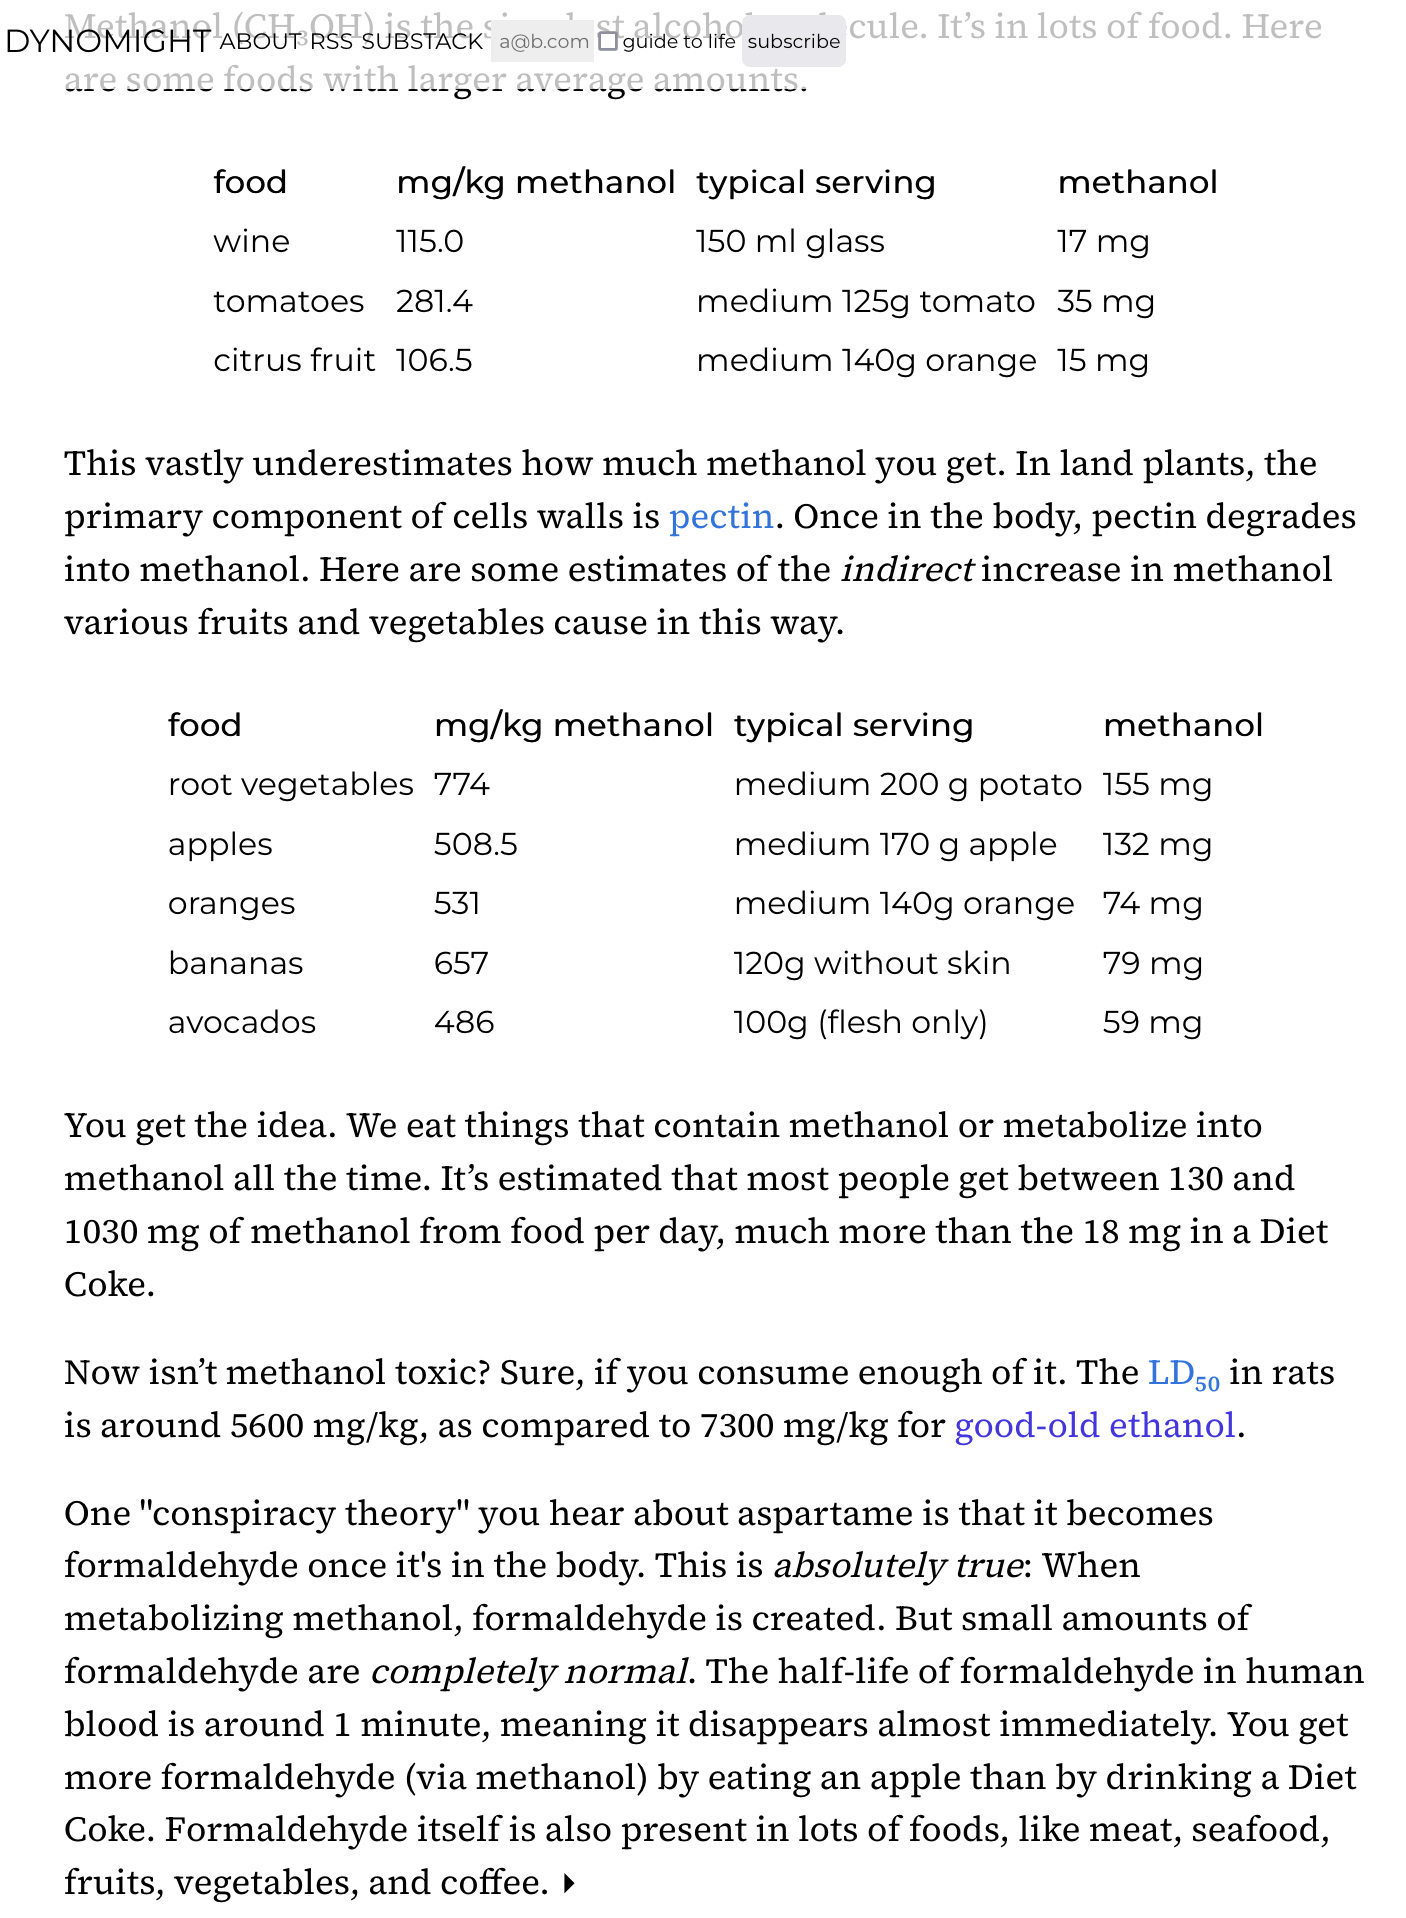 Methanol (CH₃OH) is the st alcoho cule. It’s in lots of food. Here
DYNOMIGHT ABOUT RSS SUBSTACK a@b.com guide to life subscribe
are some foods with larger average amounts.
food mg/kg methanol typical serving methanol
wine 115.0 150 ml glass 17 mg
tomatoes 281.4 medium 125g tomato 35 mg
citrus fruit 106.5 medium 140g orange 15 mg
This vastly underestimates how much methanol you get. In land plants, the
primary component of cells walls is pectin. Once in the body, pectin degrades
into methanol. Here are some estimates of the indirect increase in methanol
various fruits and vegetables cause in this way.
food mg/kg methanol typical serving methanol
root vegetables 774 medium 200 g potato 155 mg
apples 508.5 medium 170 g apple 132 mg
oranges 531 medium 140g orange 74 mg
bananas 657 120g without skin 79 mg
avocados 486 100g (flesh only) 59 mg
You get the idea. We eat things that contain methanol or metabolize into
methanol all the time. It’s estimated that most people get between 130 and
1030 mg of methanol from food per day, much more than the 18 mg in a Diet
Coke.
Now isn’t methanol toxic? Sure, if you consume enough of it. The LD₅₀ in rats
is around 5600 mg/kg, as compared to 7300 mg/kg for good-old ethanol.
One "conspiracy theory" you hear about aspartame is that it becomes
formaldehyde once it's in the body. This is absolutely true: When
metabolizing methanol, formaldehyde is created. But small amounts of
formaldehyde are completely normal. The half-life of formaldehyde in human
blood is around 1 minute, meaning it disappears almost immediately. You get
more formaldehyde (via methanol) by eating an apple than by drinking a Diet
Coke. Formaldehyde itself is also present in lots of foods, like meat, seafood,
fruits, vegetables, and coffee.